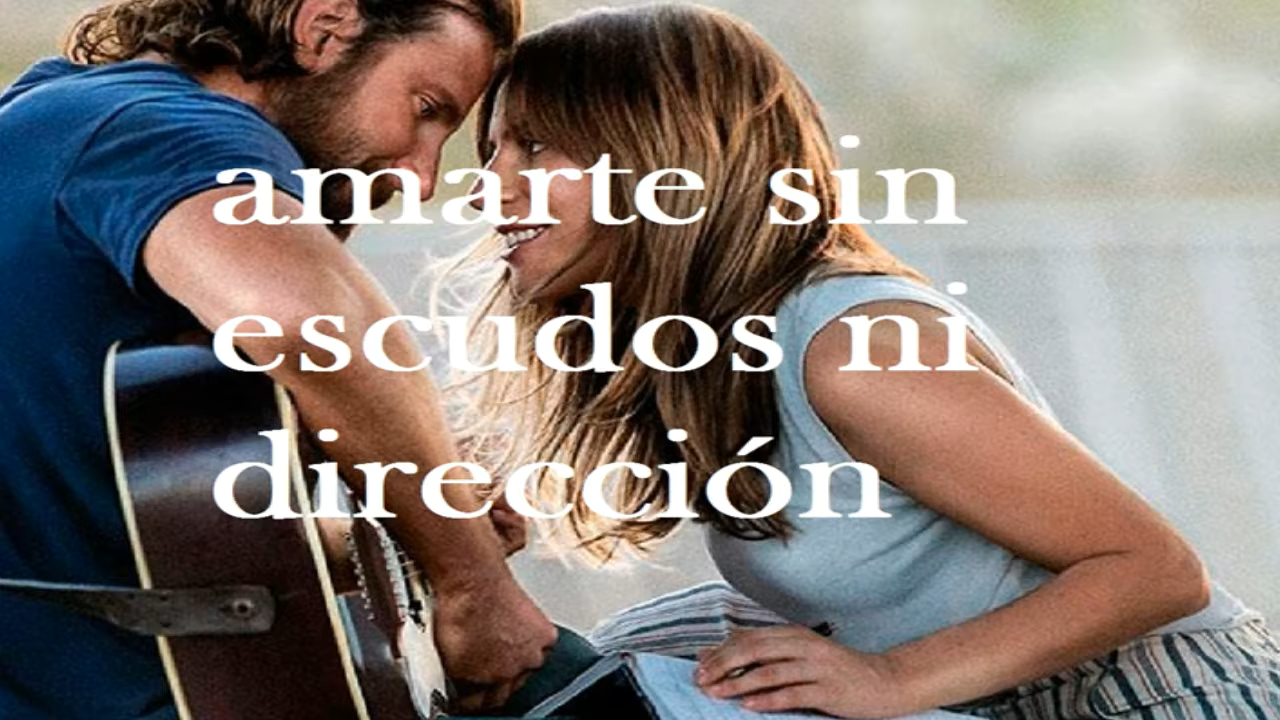 amarte sin
escudos ni
dirección